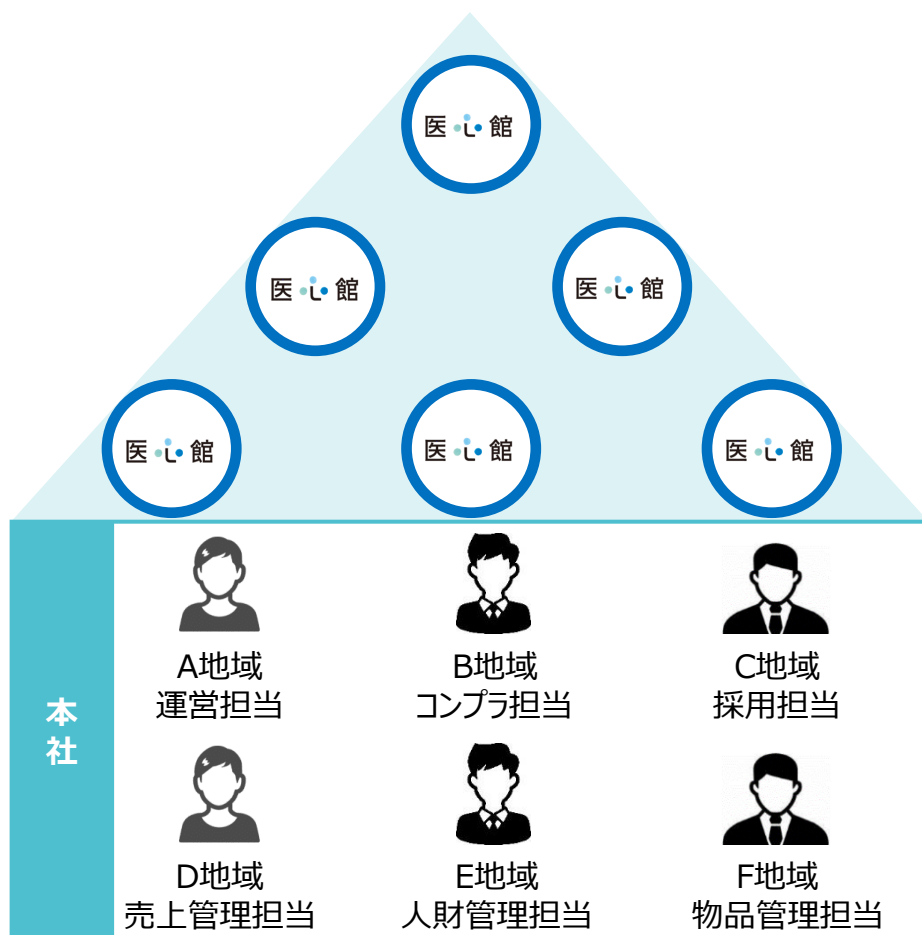 医心館
医心館
医心館
医心館
医心館
医心館
本社
A地域
運営担当
B地域
コンプラ担当
C地域
採用担当
D地域
売上管理担当
E地域
人財管理担当
F地域
物品管理担当